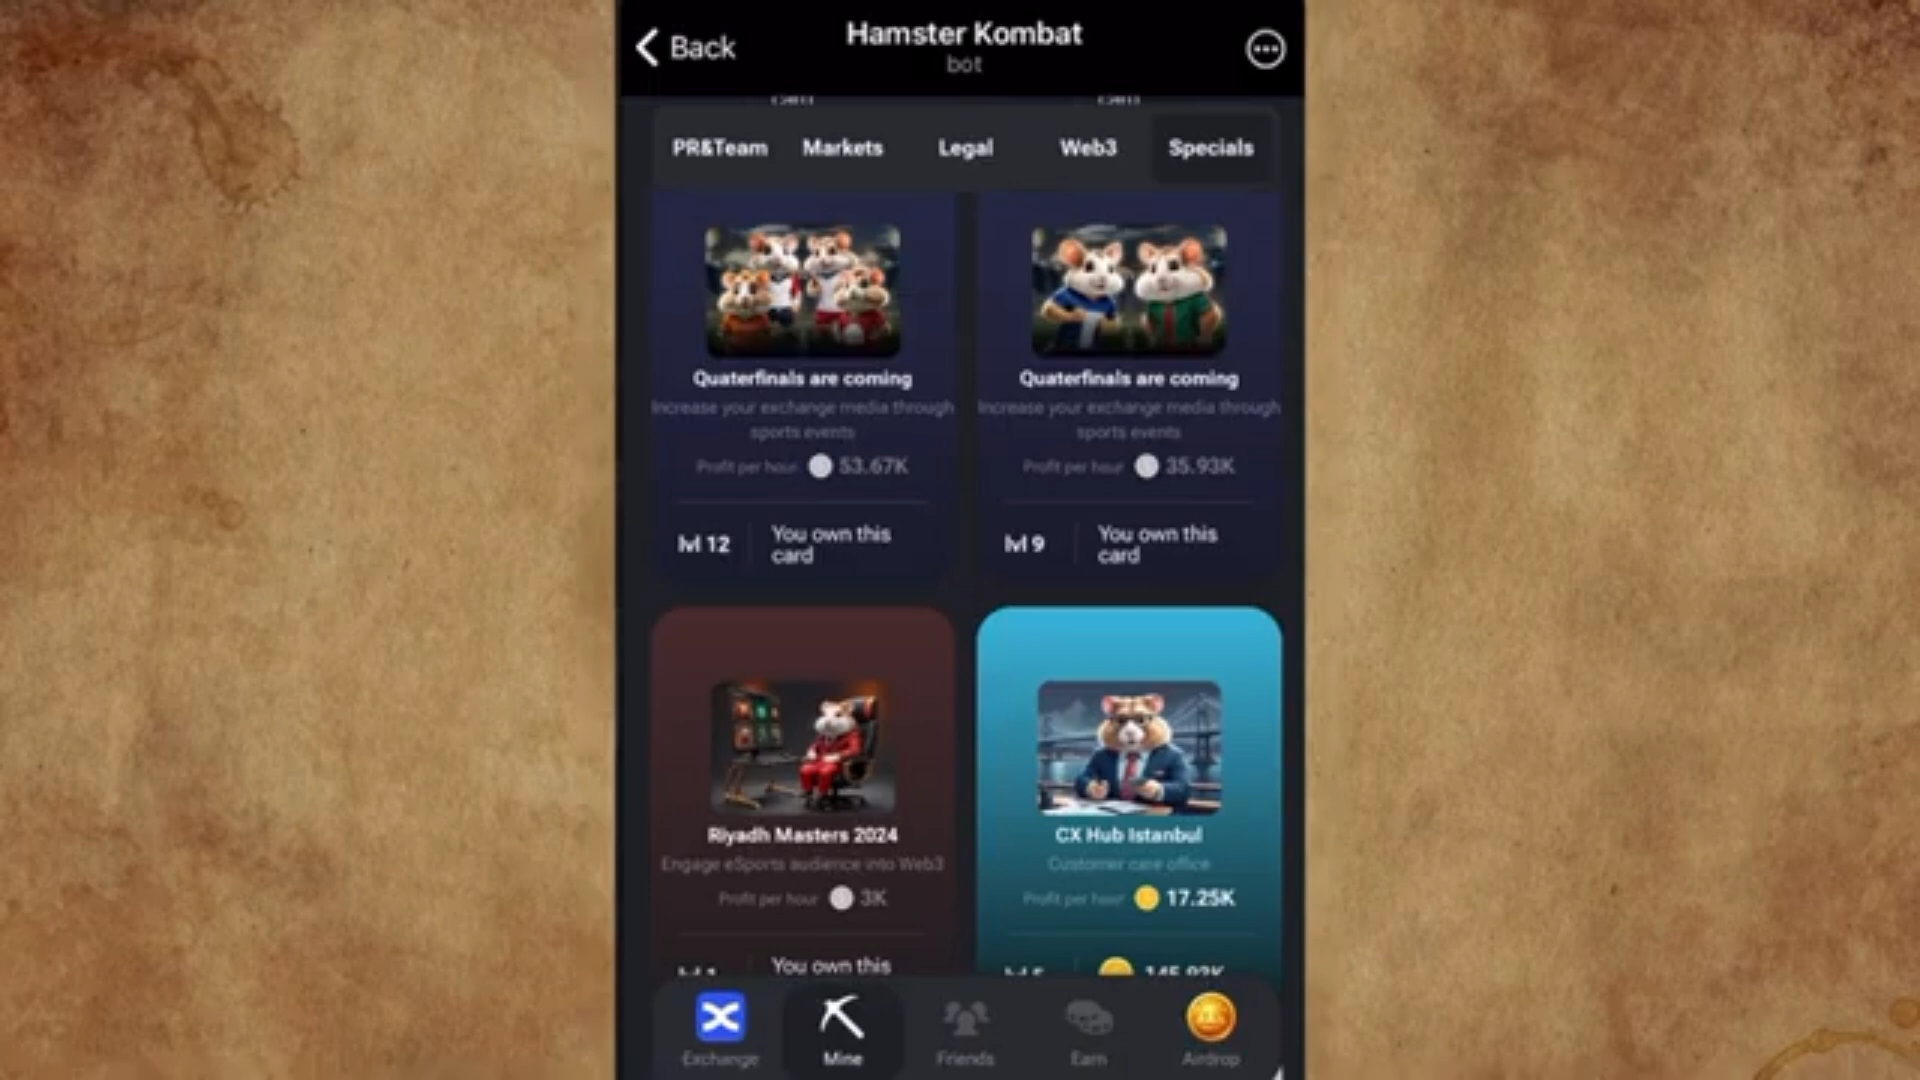 Back
Hamster Kombat
bot
PR&Team Markets Legal Web3 Specials
Quaterfinals are coming
Increase your exchange media through
sports events
Profit per hour 53.67K
lvl 12
You own this
card
Quaterfinals are coming
Increase your exchange media through
sports events
Profit per hour 35.93K
lvl 9
You own this
card
Riyadh Masters 2024
Engage eSports audience into Web3
Profit per hour 3K
You own this
CX Hub Istanbul
Customer care office
Profit per hour 17.25K
Exchange Mine Friends Earn Airdrop